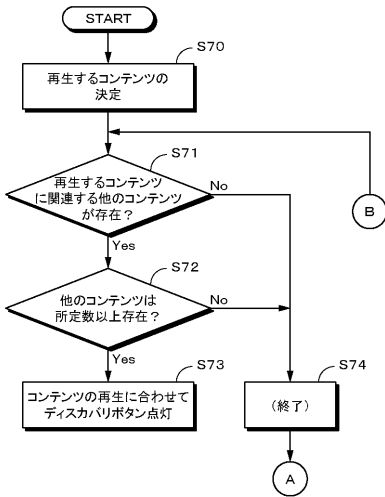 START
S70
再生するコンテンツの
決定
S71
再生するコンテンツ
に関連する他のコンテンツ
が存在?
No
B
Yes
S72
他のコンテンツは
所定数以上存在?
No
Yes
S73
コンテンツの再生に合わせて
ディスカバリボタン点灯
S74
(終了)
A